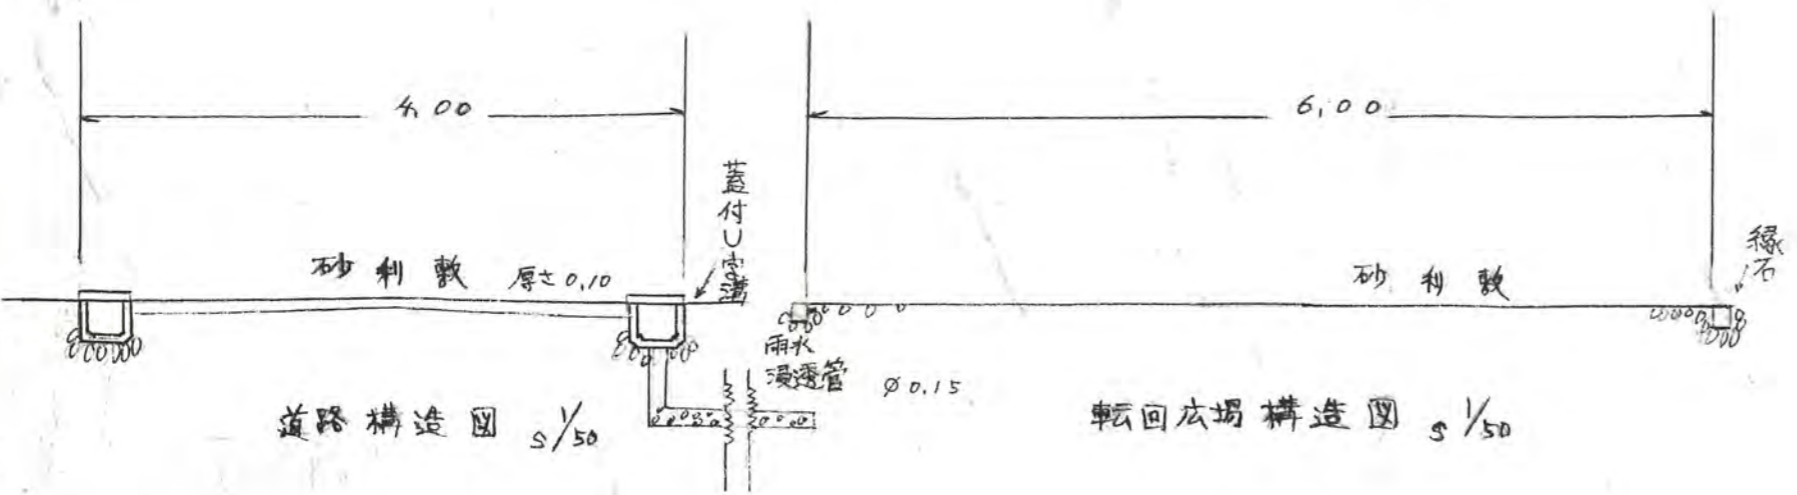 4.00
6.00
蓋付U字溝
縁石
砂利敷 厚さ0.10
砂利敷
雨水
浸透管 φ0.15
道路構造図 S 1/50
転回広場構造図 S 1/50